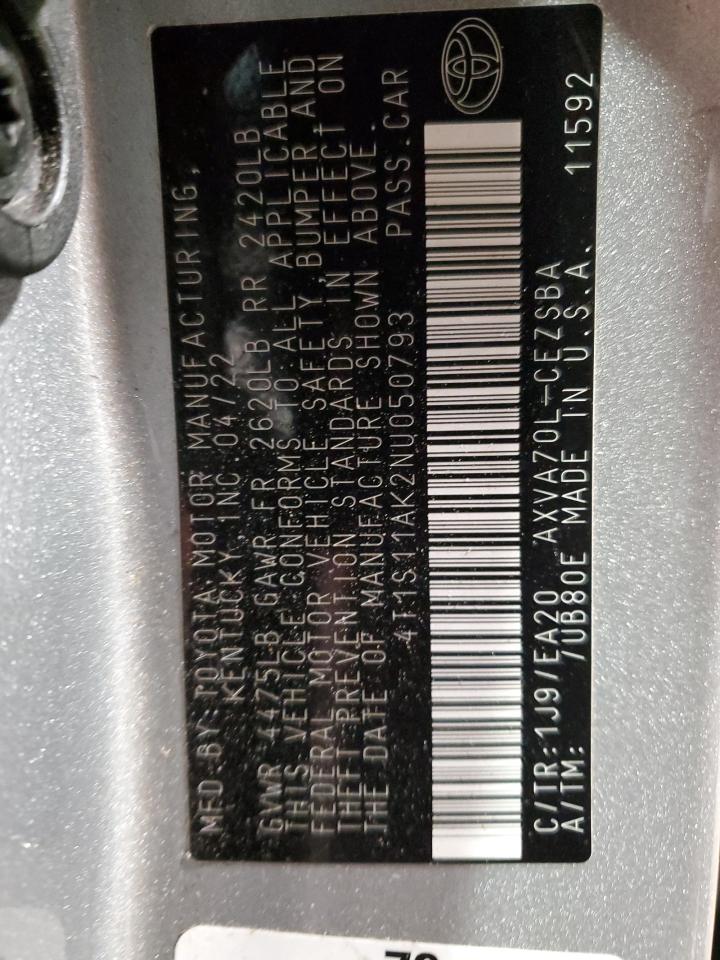 MFD.BY:TOYOTA MOTOR MANUFACTURING,
KENTUCKY,INC 04/22
GVWR 4475LB GAWR FR 2620LB RR 2420LB
THIS VEHICLE CONFORMS TO ALL APPLICABLE
FEDERAL MOTOR VEHICLE SAFETY, BUMPER AND
THEFT PREVENTION STANDARDS IN EFFECT ON
THE DATE OF MANUFACTURE SHOWN ABOVE.
4T1S11AK2NU050793 PASS.CAR
C/TR:1J9/EA20 AXVA70L-CEZSBA
A/TM: /UB80E MADE IN U.S.A. 11592